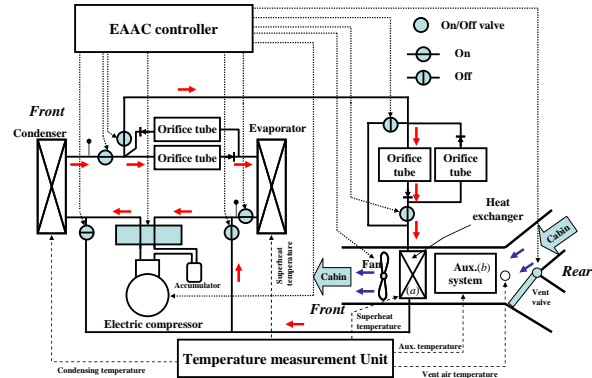 EAAC controller
On/Off valve
On
Off
Front
Condenser
Orifice tube
Evaporator
Orifice tube
Orifice
tube
Orifice
tube
Heat
exchanger
Cabin
Fan
Aux.(b)
system
Rear
Cabin
(a)
Vent
valve
Accumulator
Superheat
temperature
Front
Electric compressor
Superheat
temperature
Aux. temperature
Condensing temperature
Temperature measurement Unit
Vent air temperature